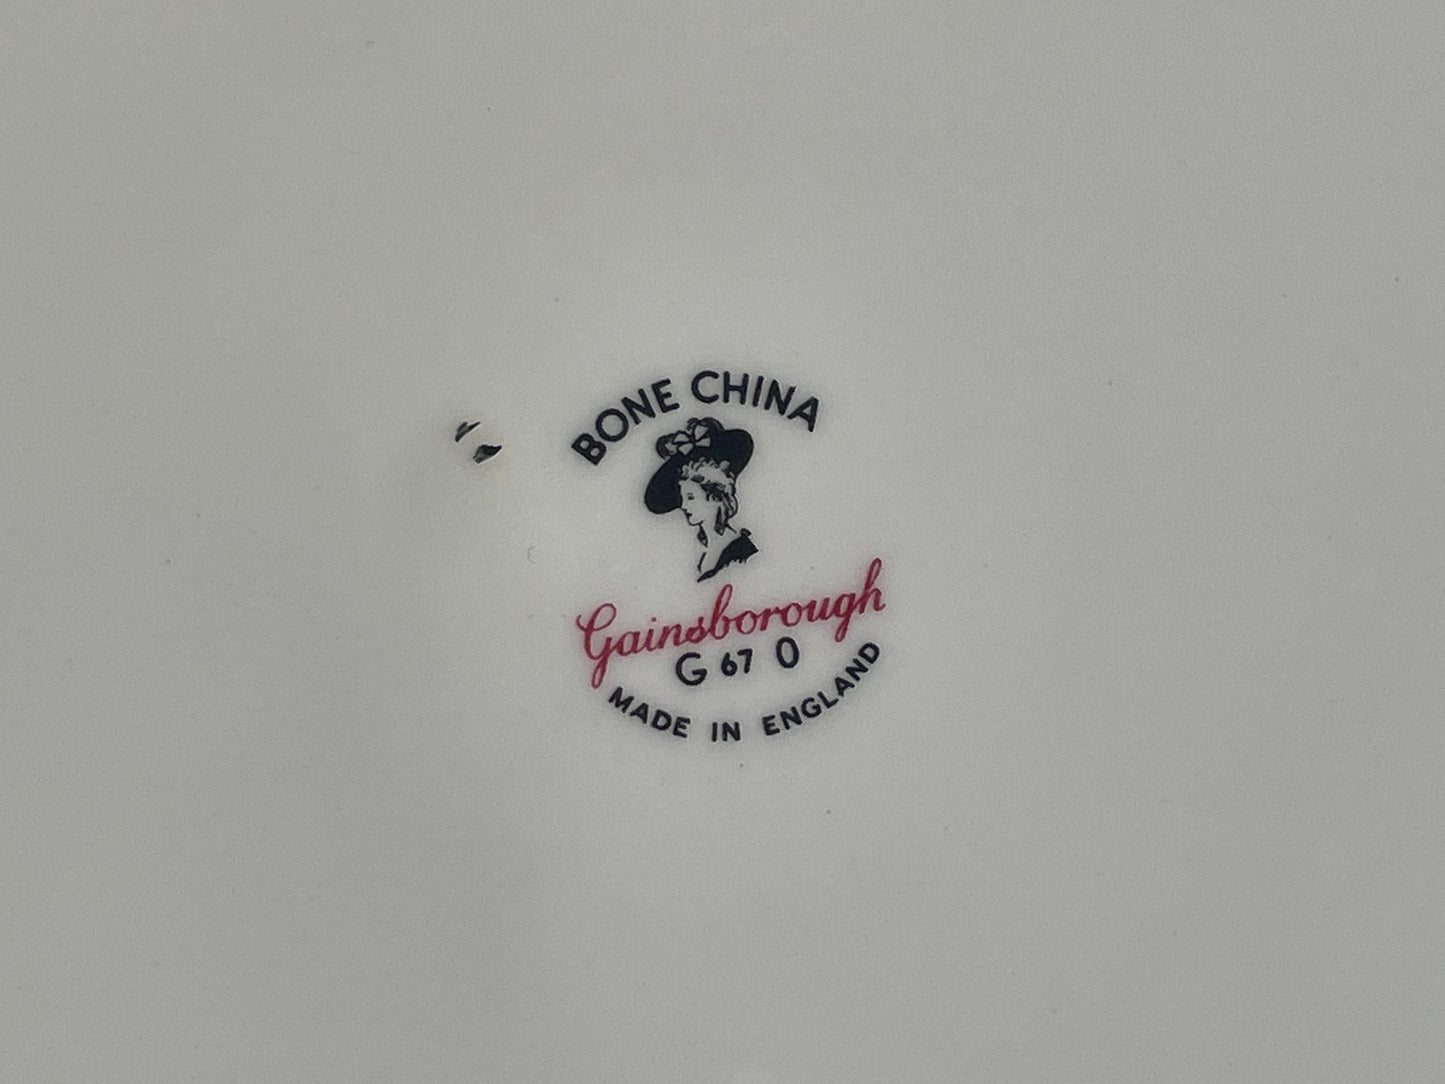 BONE CHINA
Gainsborough
G 67 0
MADE IN ENGLAND